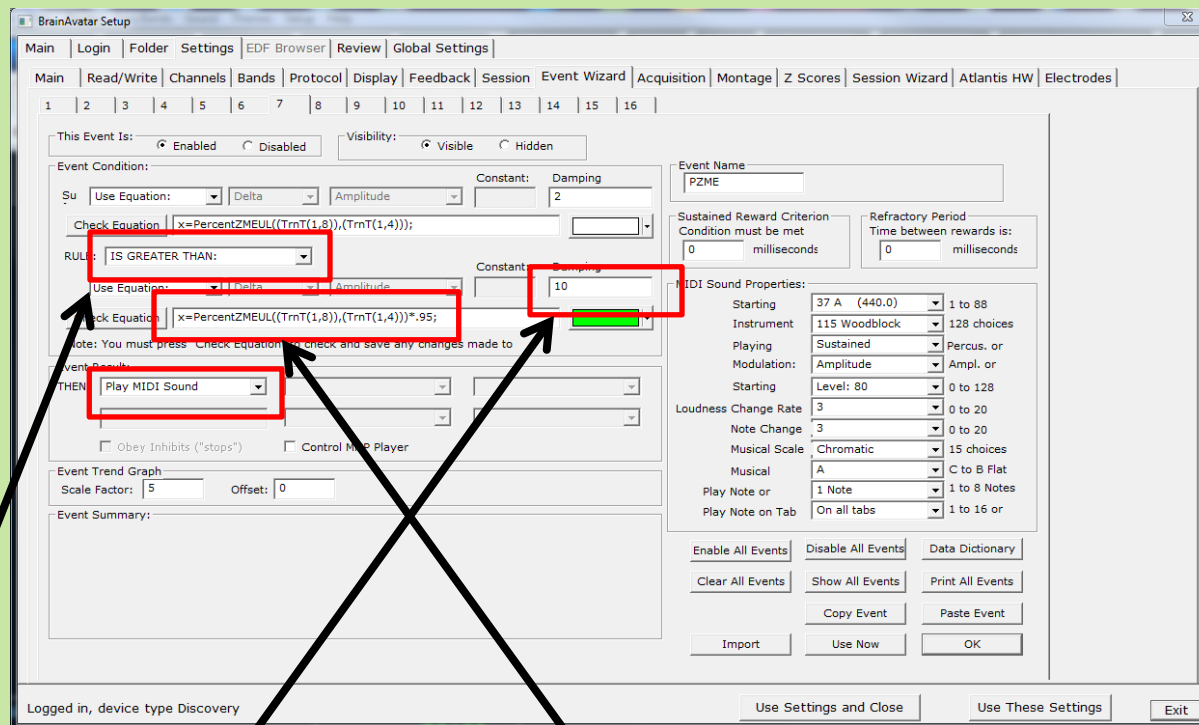 BrainAvatar Setup
Main Login Folder Settings EDF Browser Review Global Settings
Main Read/Write Channels Bands Protocol Display Feedback Session Event Wizard Acquisition Montage Z Scores Session Wizard Atlantis HW Electrodes
1 2 3 4 5 6 7 8 9 10 11 12 13 14 15 16
This Event Is: Enabled Disabled
Visibility: Visible Hidden
Event Condition:
Constant: Damping
Su Use Equation: Delta Amplitude 2
Check Equation x=PercentZMEUL((TrnT(1,8)),(TrnT(1,4)));
RULE: IS GREATER THAN:
Constant: Damping
Use Equation: Delta Amplitude 10
Check Equation x=PercentZMEUL((TrnT(1,8)),(TrnT(1,4)))*.95;
Note: You must press "Check Equation" to check and save any changes made to
Event Result:
THEN Play MIDI Sound
Obey Inhibits ("stops") Control Player
Event Trend Graph
Scale Factor: 5 Offset: 0
Event Summary:
Event Name
PZME
Sustained Reward Criterion
Condition must be met
0 milliseconds
Refractory Period
Time between rewards is:
0 milliseconds
MIDI Sound Properties:
Starting 37 A (440.0) 1 to 88
Instrument 115 Woodblock 128 choices
Playing Sustained Percus. or
Modulation: Amplitude Ampl. or
Starting Level: 80 0 to 128
Loudness Change Rate 3 0 to 20
Note Change 3 0 to 20
Musical Scale Chromatic 15 choices
Musical A C to B Flat
Play Note or 1 Note 1 to 8 Notes
Play Note on Tab On all tabs 1 to 16 or
Enable All Events Disable All Events Data Dictionary
Clear All Events Show All Events Print All Events
Copy Event Paste Event
Import Use Now OK
Logged in, device type Discovery
Use Settings and Close Use These Settings Exit